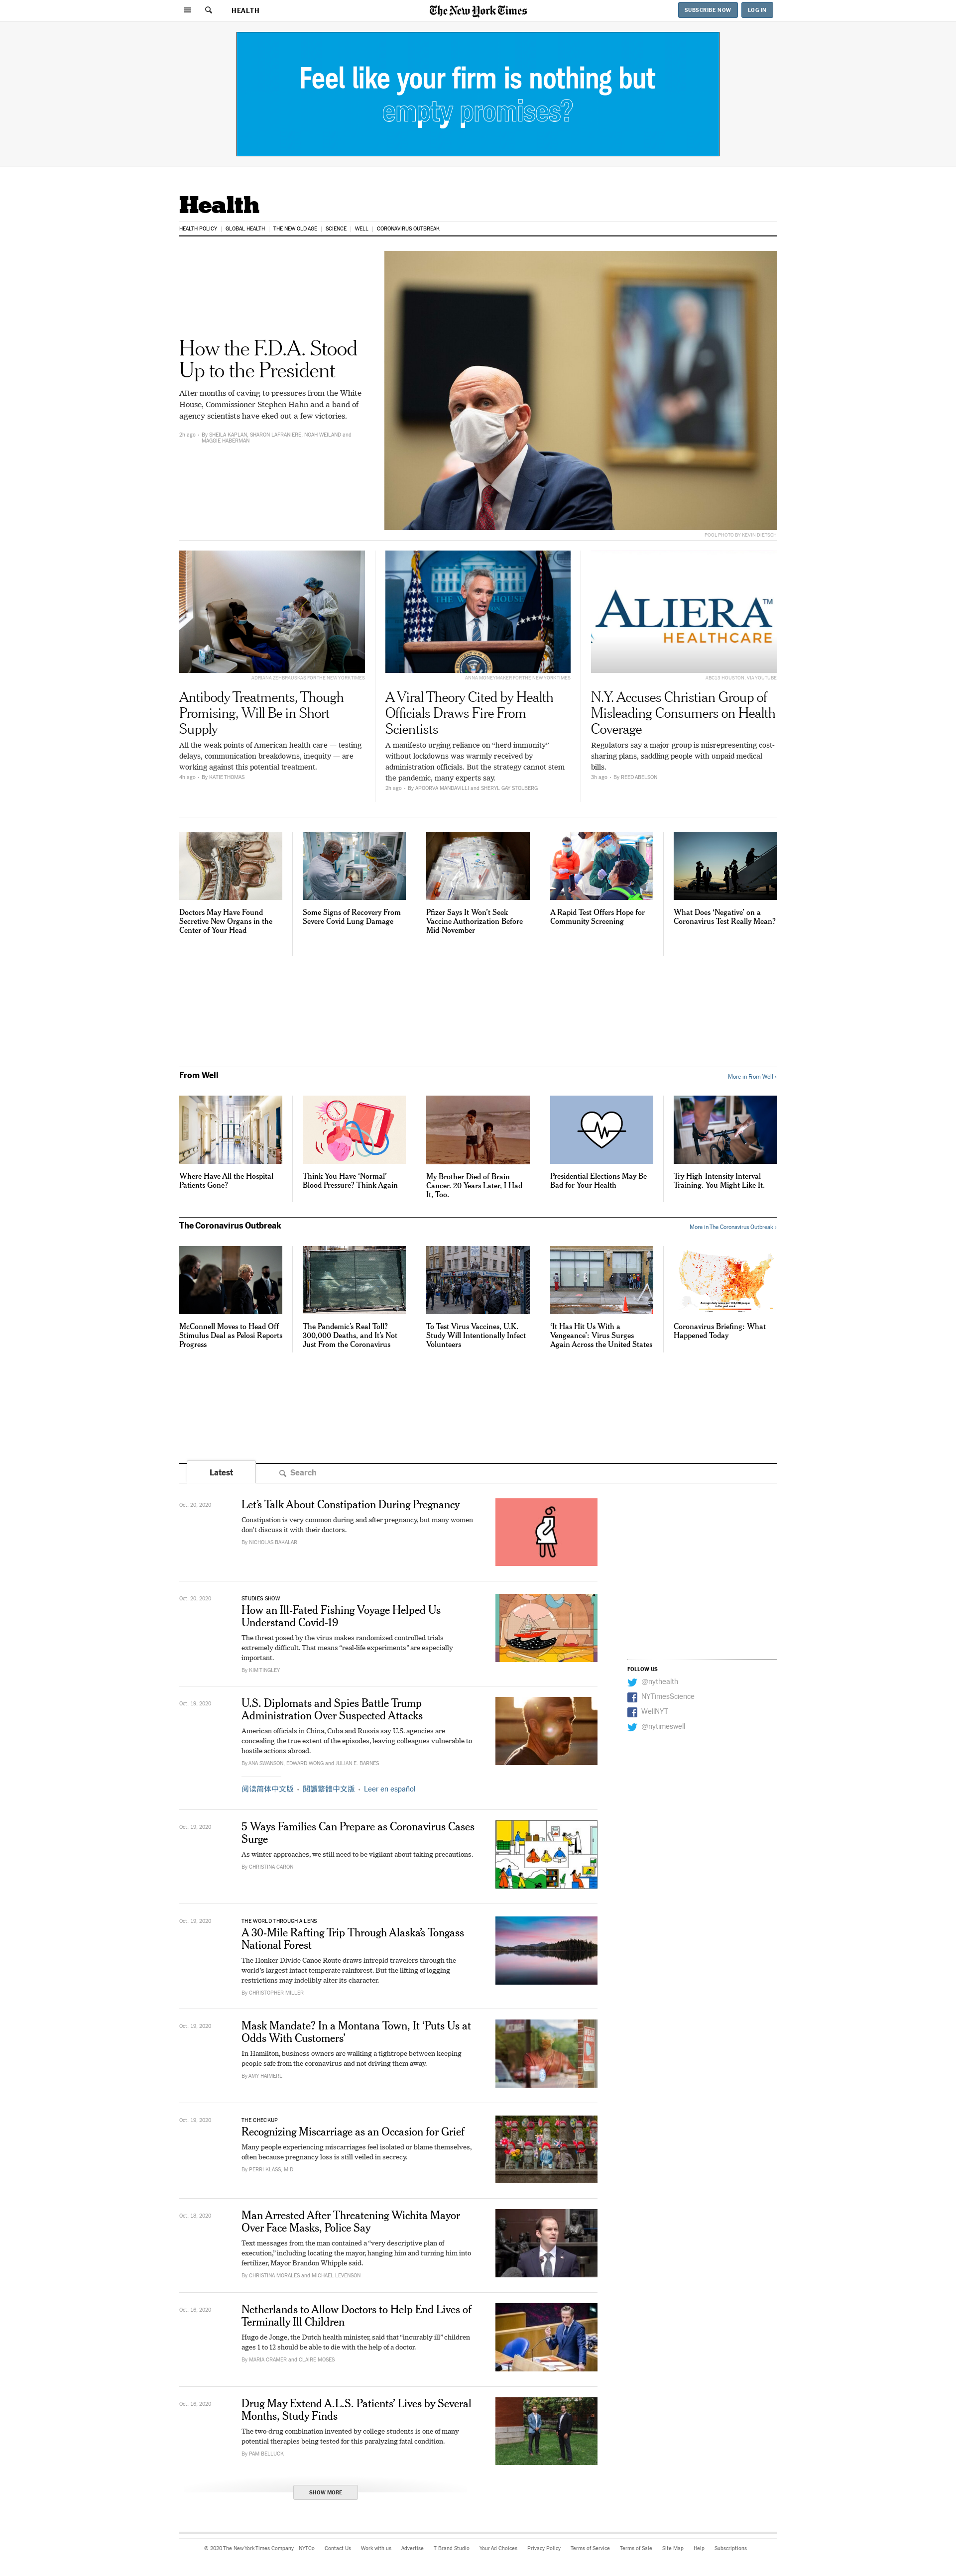 HEALTH
The New York Times
SUBSCRIBE NOW
LOG IN
Feel like your firm is nothing but
empty promises?
Health
HEALTH POLICY
GLOBAL HEALTH
THE NEW OLD AGE
SCIENCE
WELL
CORONAVIRUS OUTBREAK
How the F.D.A. Stood
Up to the President
After months of caving to pressures from the White
House, Commissioner Stephen Hahn and a band of
agency scientists have eked out a few victories.
2h ago - By SHEILA KAPLAN, SHARON LAFRANIERE, NOAH WEILAND and
MAGGIE HABERMAN
POOL PHOTO BY KEVIN DIETSCH
ADRIANA ZEHBRAUSKAS FOR THE NEW YORK TIMES
Antibody Treatments, Though
Promising, Will Be in Short
Supply
All the weak points of American health care — testing
delays, communication breakdowns, inequity — are
working against this potential treatment.
4h ago - By KATIE THOMAS
THE WHITE HOUSE
ANNA MONEYMAKER FOR THE NEW YORK TIMES
A Viral Theory Cited by Health
Officials Draws Fire From
Scientists
A manifesto urging reliance on “herd immunity”
without lockdowns was warmly received by
administration officials. But the strategy cannot stem
the pandemic, many experts say.
2h ago - By APOORVA MANDAVILLI and SHERYL GAY STOLBERG
ALIERA™
HEALTHCARE
ABC13 HOUSTON, VIA YOUTUBE
N.Y. Accuses Christian Group of
Misleading Consumers on Health
Coverage
Regulators say a major group is misrepresenting cost-
sharing plans, saddling people with unpaid medical
bills.
3h ago - By REED ABELSON
Doctors May Have Found
Secretive New Organs in the
Center of Your Head
Some Signs of Recovery From
Severe Covid Lung Damage
Pfizer Says It Won’t Seek
Vaccine Authorization Before
Mid-November
A Rapid Test Offers Hope for
Community Screening
What Does ‘Negative’ on a
Coronavirus Test Really Mean?
From Well
More in From Well ›
Where Have All the Hospital
Patients Gone?
Think You Have ‘Normal’
Blood Pressure? Think Again
My Brother Died of Brain
Cancer. 20 Years Later, I Had
It, Too.
Presidential Elections May Be
Bad for Your Health
Try High-Intensity Interval
Training. You Might Like It.
The Coronavirus Outbreak
More in The Coronavirus Outbreak ›
McConnell Moves to Head Off
Stimulus Deal as Pelosi Reports
Progress
The Pandemic’s Real Toll?
300,000 Deaths, and It’s Not
Just From the Coronavirus
To Test Virus Vaccines, U.K.
Study Will Intentionally Infect
Volunteers
‘It Has Hit Us With a
Vengeance’: Virus Surges
Again Across the United States
Coronavirus Briefing: What
Happened Today
Latest
Search
Oct. 20, 2020
Let’s Talk About Constipation During Pregnancy
Constipation is very common during and after pregnancy, but many women
don’t discuss it with their doctors.
By NICHOLAS BAKALAR
Oct. 20, 2020
STUDIES SHOW
How an Ill-Fated Fishing Voyage Helped Us
Understand Covid-19
The threat posed by the virus makes randomized controlled trials
extremely difficult. That means “real-life experiments” are especially
important.
By KIM TINGLEY
FOLLOW US
@nythealth
NYTimesScience
WellNYT
@nytimeswell
Oct. 19, 2020
U.S. Diplomats and Spies Battle Trump
Administration Over Suspected Attacks
American officials in China, Cuba and Russia say U.S. agencies are
concealing the true extent of the episodes, leaving colleagues vulnerable to
hostile actions abroad.
By ANA SWANSON, EDWARD WONG and JULIAN E. BARNES
阅读简体中文版 • 閱讀繁體中文版 • Leer en español
Oct. 19, 2020
5 Ways Families Can Prepare as Coronavirus Cases
Surge
As winter approaches, we still need to be vigilant about taking precautions.
By CHRISTINA CARON
Oct. 19, 2020
THE WORLD THROUGH A LENS
A 30-Mile Rafting Trip Through Alaska’s Tongass
National Forest
The Honker Divide Canoe Route draws intrepid travelers through the
world’s largest intact temperate rainforest. But the lifting of logging
restrictions may indelibly alter its character.
By CHRISTOPHER MILLER
Oct. 19, 2020
Mask Mandate? In a Montana Town, It ‘Puts Us at
Odds With Customers’
In Hamilton, business owners are walking a tightrope between keeping
people safe from the coronavirus and not driving them away.
By AMY HAIMERL
Oct. 19, 2020
THE CHECKUP
Recognizing Miscarriage as an Occasion for Grief
Many people experiencing miscarriages feel isolated or blame themselves,
often because pregnancy loss is still veiled in secrecy.
By PERRI KLASS, M.D.
Oct. 18, 2020
Man Arrested After Threatening Wichita Mayor
Over Face Masks, Police Say
Text messages from the man contained a “very descriptive plan of
execution,” including locating the mayor, hanging him and turning him into
fertilizer, Mayor Brandon Whipple said.
By CHRISTINA MORALES and MICHAEL LEVENSON
Oct. 16, 2020
Netherlands to Allow Doctors to Help End Lives of
Terminally Ill Children
Hugo de Jonge, the Dutch health minister, said that “incurably ill” children
ages 1 to 12 should be able to die with the help of a doctor.
By MARIA CRAMER and CLAIRE MOSES
Oct. 16, 2020
Drug May Extend A.L.S. Patients’ Lives by Several
Months, Study Finds
The two-drug combination invented by college students is one of many
potential therapies being tested for this paralyzing fatal condition.
By PAM BELLUCK
SHOW MORE
© 2020 The New York Times Company
NYTCo
Contact Us
Work with us
Advertise
T Brand Studio
Your Ad Choices
Privacy Policy
Terms of Service
Terms of Sale
Site Map
Help
Subscriptions